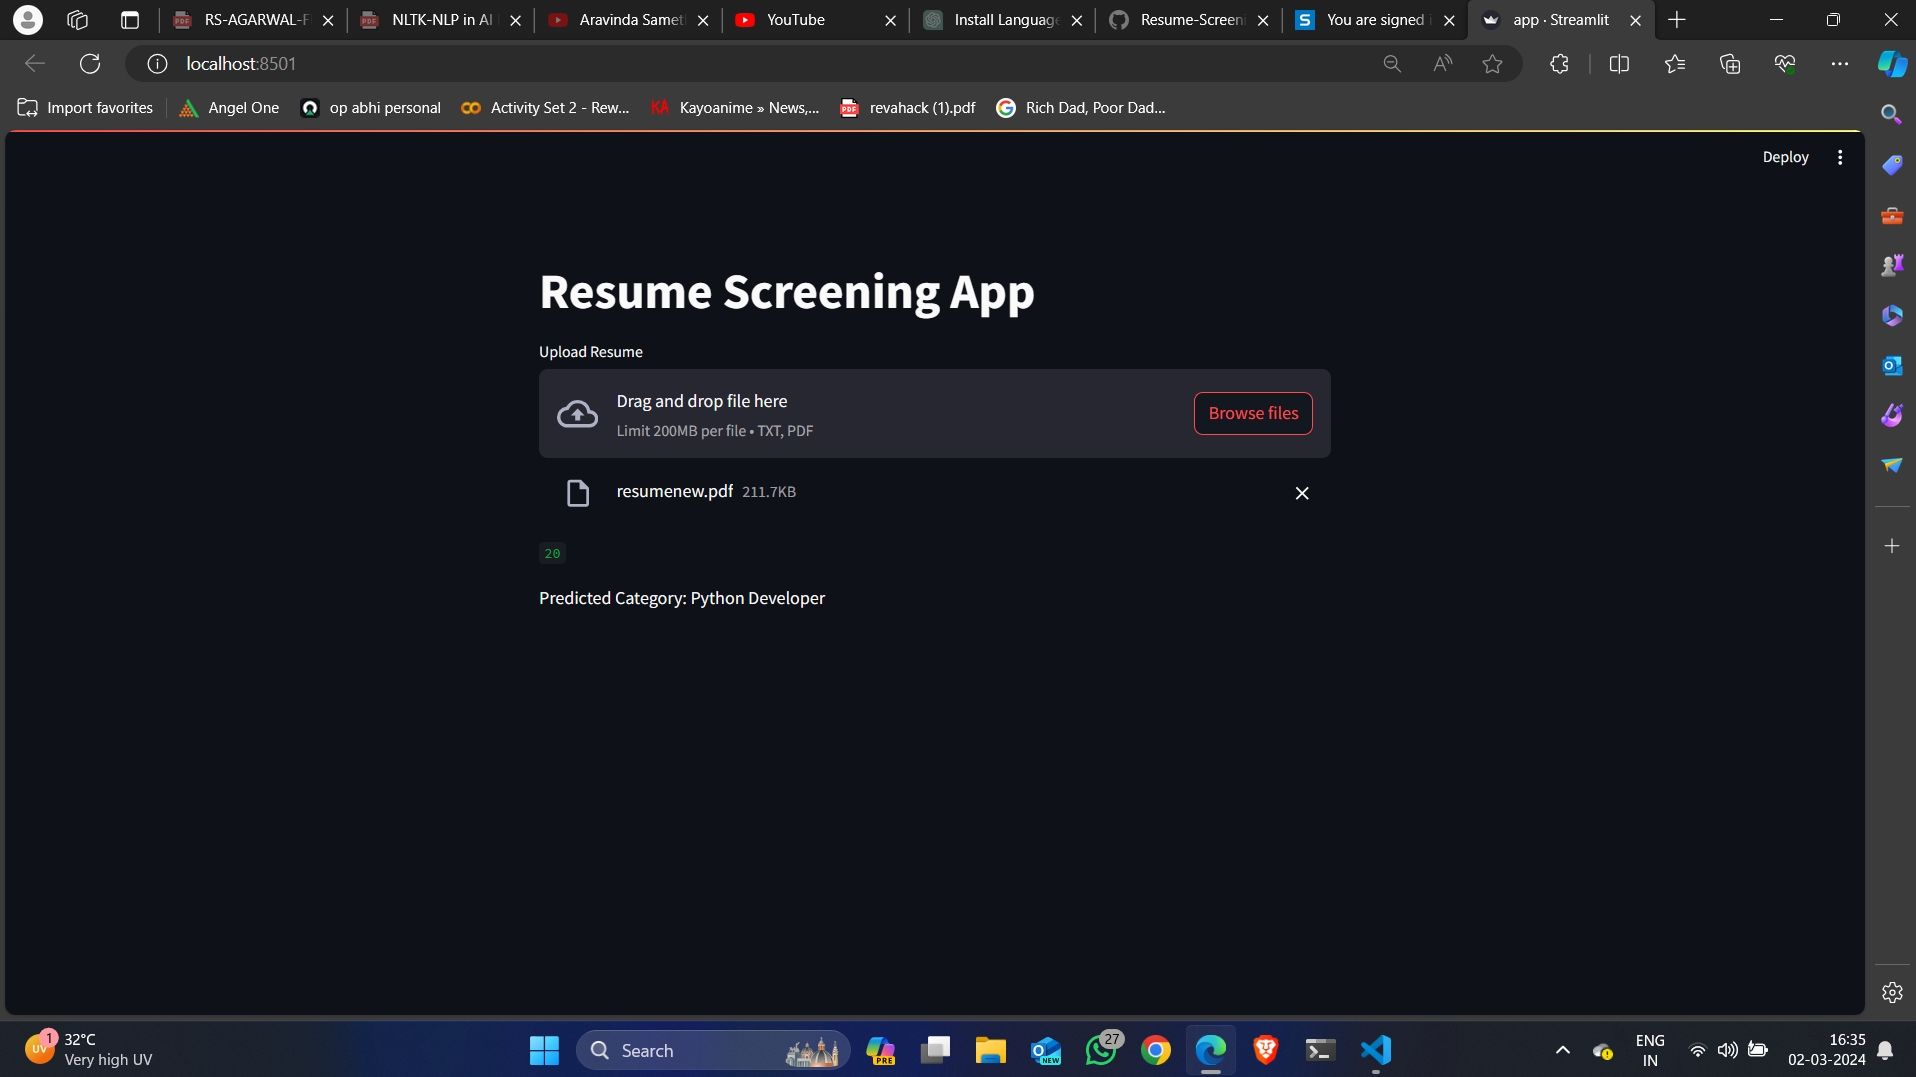 RS-AGARWAL-F
NLTK-NLP in AI
Aravinda Samet
YouTube
Install Language
Resume-Screeni
You are signed i
app · Streamlit
localhost:8501
Import favorites
Angel One
op abhi personal
Activity Set 2 - Rew...
KA
Kayoanime » News,...
revahack (1).pdf
Rich Dad, Poor Dad...
Deploy
Resume Screening App
Upload Resume
Drag and drop file here
Limit 200MB per file • TXT, PDF
Browse files
resumenew.pdf 211.7KB
20
Predicted Category: Python Developer
UV
1
32°C
Very high UV
Search
PRE
NEW
27
ENG
IN
16:35
02-03-2024